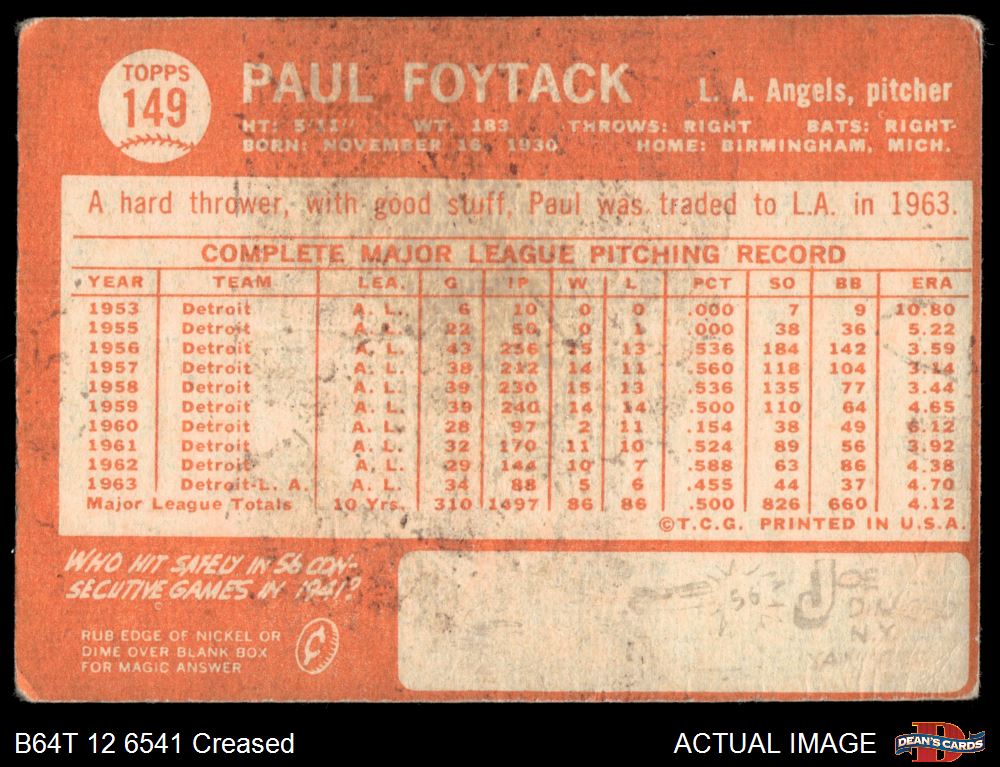 TOPPS
149
PAUL FOYTACK
L. A. Angels, pitcher
HT: 5'11" WT. 183 THROWS: RIGHT BATS: RIGHT
BORN: NOVEMBER 16, 1930 HOME: BIRMINGHAM, MICH.
A hard thrower, with good stuff, Paul was traded to L.A. in 1963.
COMPLETE MAJOR LEAGUE PITCHING RECORD
YEAR TEAM LEA. G IP W L PCT SO BB ERA
1953 Detroit A. L. 6 10 0 0 .000 7 9 10.80
1955 Detroit A. L. 22 50 0 1 .000 38 36 5.22
1956 Detroit A. L. 43 256 15 13 .536 184 142 3.59
1957 Detroit A. L. 38 212 14 11 .560 118 104 3.14
1958 Detroit A. L. 39 230 15 13 .536 135 77 3.44
1959 Detroit A. L. 39 240 14 14 .500 110 64 4.65
1960 Detroit A. L. 28 97 2 11 .154 38 49 6.12
1961 Detroit A. L. 32 170 11 10 .524 89 56 3.92
1962 Detroit A. L. 29 144 10 7 .588 63 86 4.38
1963 Detroit-L. A. A. L. 34 88 5 6 .455 44 37 4.70
Major League Totals 10 Yrs. 310 1497 86 86 .500 826 660 4.12
©T.C.G. PRINTED IN U.S.A.
WHO HIT SAFELY IN 56 CON-
SECUTIVE GAMES IN 1941?
RUB EDGE OF NICKEL OR
DIME OVER BLANK BOX
FOR MAGIC ANSWER
56
JOE
N.Y.
B64T 12 6541 Creased
ACTUAL IMAGE
D
DEAN'S CARDS